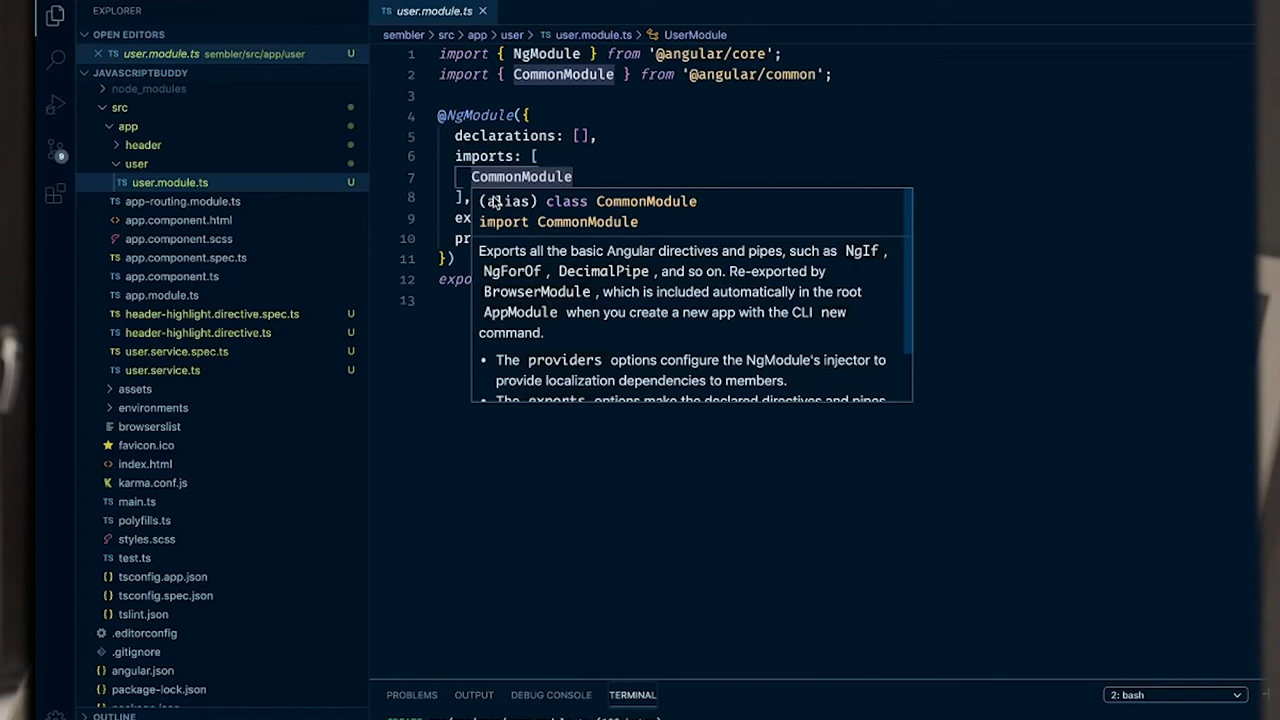 EXPLORER
OPEN EDITORS
user.module.ts sembler/src/app/user U
JAVASCRIPTBUDDY
node_modules
src
app
header
user
TS user.module.ts U
TS app-routing.module.ts
<> app.component.html
app.component.scss
TS app.component.spec.ts
TS app.component.ts
TS app.module.ts
TS header-highlight.directive.spec.ts U
TS header-highlight.directive.ts U
TS user.service.spec.ts U
TS user.service.ts U
assets
environments
browserslist
favicon.ico
<> index.html
karma.conf.js
TS main.ts
TS polyfills.ts
styles.scss
TS test.ts
{} tsconfig.app.json
{} tsconfig.spec.json
{} tslint.json
.editorconfig
.gitignore
{} angular.json
{} package-lock.json
OUTLINE
9
user.module.ts
sembler > src > app > user > TS user.module.ts > UserModule
1 import { NgModule } from '@angular/core';
2 import { CommonModule } from '@angular/common';
3
4 @NgModule({
5 declarations: [],
6 imports: [
7 CommonModule
8 ],
9 ex
10 pr
11 })
12 expo
13
(alias) class CommonModule
import CommonModule
Exports all the basic Angular directives and pipes, such as NgIf ,
NgForOf , DecimalPipe , and so on. Re-exported by
BrowserModule , which is included automatically in the root
AppModule when you create a new app with the CLI new
command.
• The providers options configure the NgModule's injector to
provide localization dependencies to members.
• The exports options make the declared directives and pipes
PROBLEMS OUTPUT DEBUG CONSOLE TERMINAL 2: bash